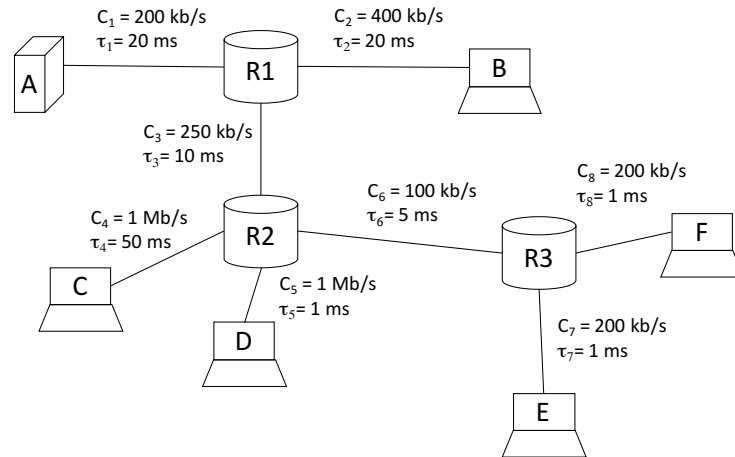 C₁ = 200 kb/s
τ₁= 20 ms
C₂ = 400 kb/s
τ₂= 20 ms
A
R1
B
C₃ = 250 kb/s
τ₃= 10 ms
C₄ = 1 Mb/s
τ₄= 50 ms
R2
C₆ = 100 kb/s
τ₆= 5 ms
C₈ = 200 kb/s
τ₈= 1 ms
R3
F
C
C₅ = 1 Mb/s
τ₅= 1 ms
D
C₇ = 200 kb/s
τ₇= 1 ms
E